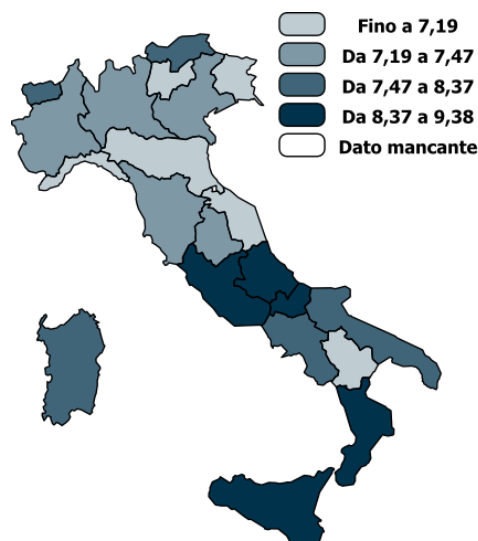 Fino a 7,19
Da 7,19 a 7,47
Da 7,47 a 8,37
Da 8,37 a 9,38
Dato mancante